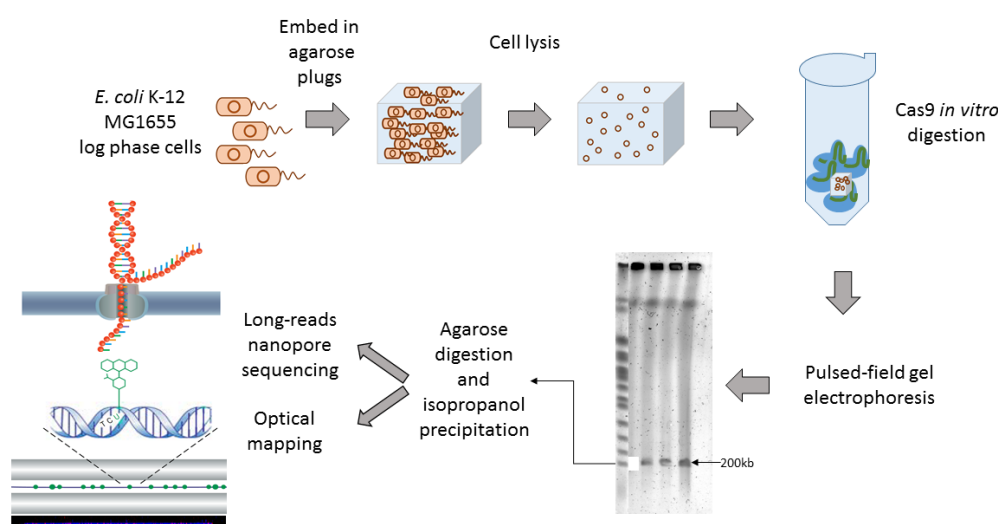 Embed in
agarose
plugs
Cell lysis
E. coli K-12
MG1655
log phase cells
Cas9 in vitro
digestion
Pulsed-field gel
electrophoresis
200kb
Agarose
digestion
and
isopropanol
precipitation
Long-reads
nanopore
sequencing
Optical
mapping
T C U